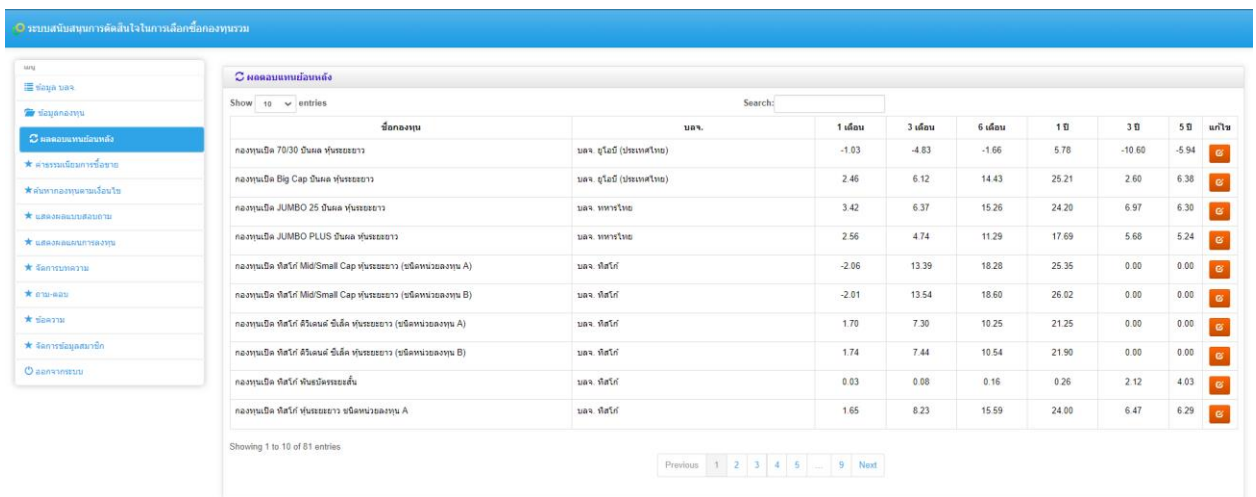 ระบบสนับสนุนการตัดสินใจในการเลือกซื้อกองทุนรวม
เมนู
ข้อมูล บลจ.
ข้อมูลกองทุน
ผลตอบแทนย้อนหลัง
ค่าธรรมเนียมการซื้อขาย
ค้นหากองทุนตามเงื่อนไข
แสดงผลแบบสอบถาม
แสดงผลแผนการลงทุน
จัดการบทความ
ถาม-ตอบ
ข้อความ
จัดการข้อมูลสมาชิก
ออกจากระบบ
ผลตอบแทนย้อนหลัง
Show 10 entries Search:
ชื่อกองทุน บลจ. 1 เดือน 3 เดือน 6 เดือน 1 ปี 3 ปี 5 ปี แก้ไข
กองทุนเปิด 70/30 ปันผล หุ้นระยะยาว บลจ. ยูโอบี (ประเทศไทย) -1.03 -4.83 -1.66 5.78 -10.60 -5.94
กองทุนเปิด Big Cap ปันผล หุ้นระยะยาว บลจ. ยูโอบี (ประเทศไทย) 2.46 6.12 14.43 25.21 2.60 6.38
กองทุนเปิด JUMBO 25 ปันผล หุ้นระยะยาว บลจ. ทหารไทย 3.42 6.37 15.26 24.20 6.97 6.30
กองทุนเปิด JUMBO PLUS ปันผล หุ้นระยะยาว บลจ. ทหารไทย 2.56 4.74 11.29 17.69 5.68 5.24
กองทุนเปิด ทิสโก้ Mid/Small Cap หุ้นระยะยาว (ชนิดหน่วยลงทุน A) บลจ. ทิสโก้ -2.06 13.39 18.28 25.35 0.00 0.00
กองทุนเปิด ทิสโก้ Mid/Small Cap หุ้นระยะยาว (ชนิดหน่วยลงทุน B) บลจ. ทิสโก้ -2.01 13.54 18.60 26.02 0.00 0.00
กองทุนเปิด ทิสโก้ ดิวิเดนด์ ซีเล็ค หุ้นระยะยาว (ชนิดหน่วยลงทุน A) บลจ. ทิสโก้ 1.70 7.30 10.25 21.25 0.00 0.00
กองทุนเปิด ทิสโก้ ดิวิเดนด์ ซีเล็ค หุ้นระยะยาว (ชนิดหน่วยลงทุน B) บลจ. ทิสโก้ 1.74 7.44 10.54 21.90 0.00 0.00
กองทุนเปิด ทิสโก้ พันธบัตรระยะสั้น บลจ. ทิสโก้ 0.03 0.08 0.16 0.26 2.12 4.03
กองทุนเปิด ทิสโก้ หุ้นระยะยาว ชนิดหน่วยลงทุน A บลจ. ทิสโก้ 1.65 8.23 15.59 24.00 6.47 6.29
Showing 1 to 10 of 81 entries
Previous 1 2 3 4 5 ... 9 Next